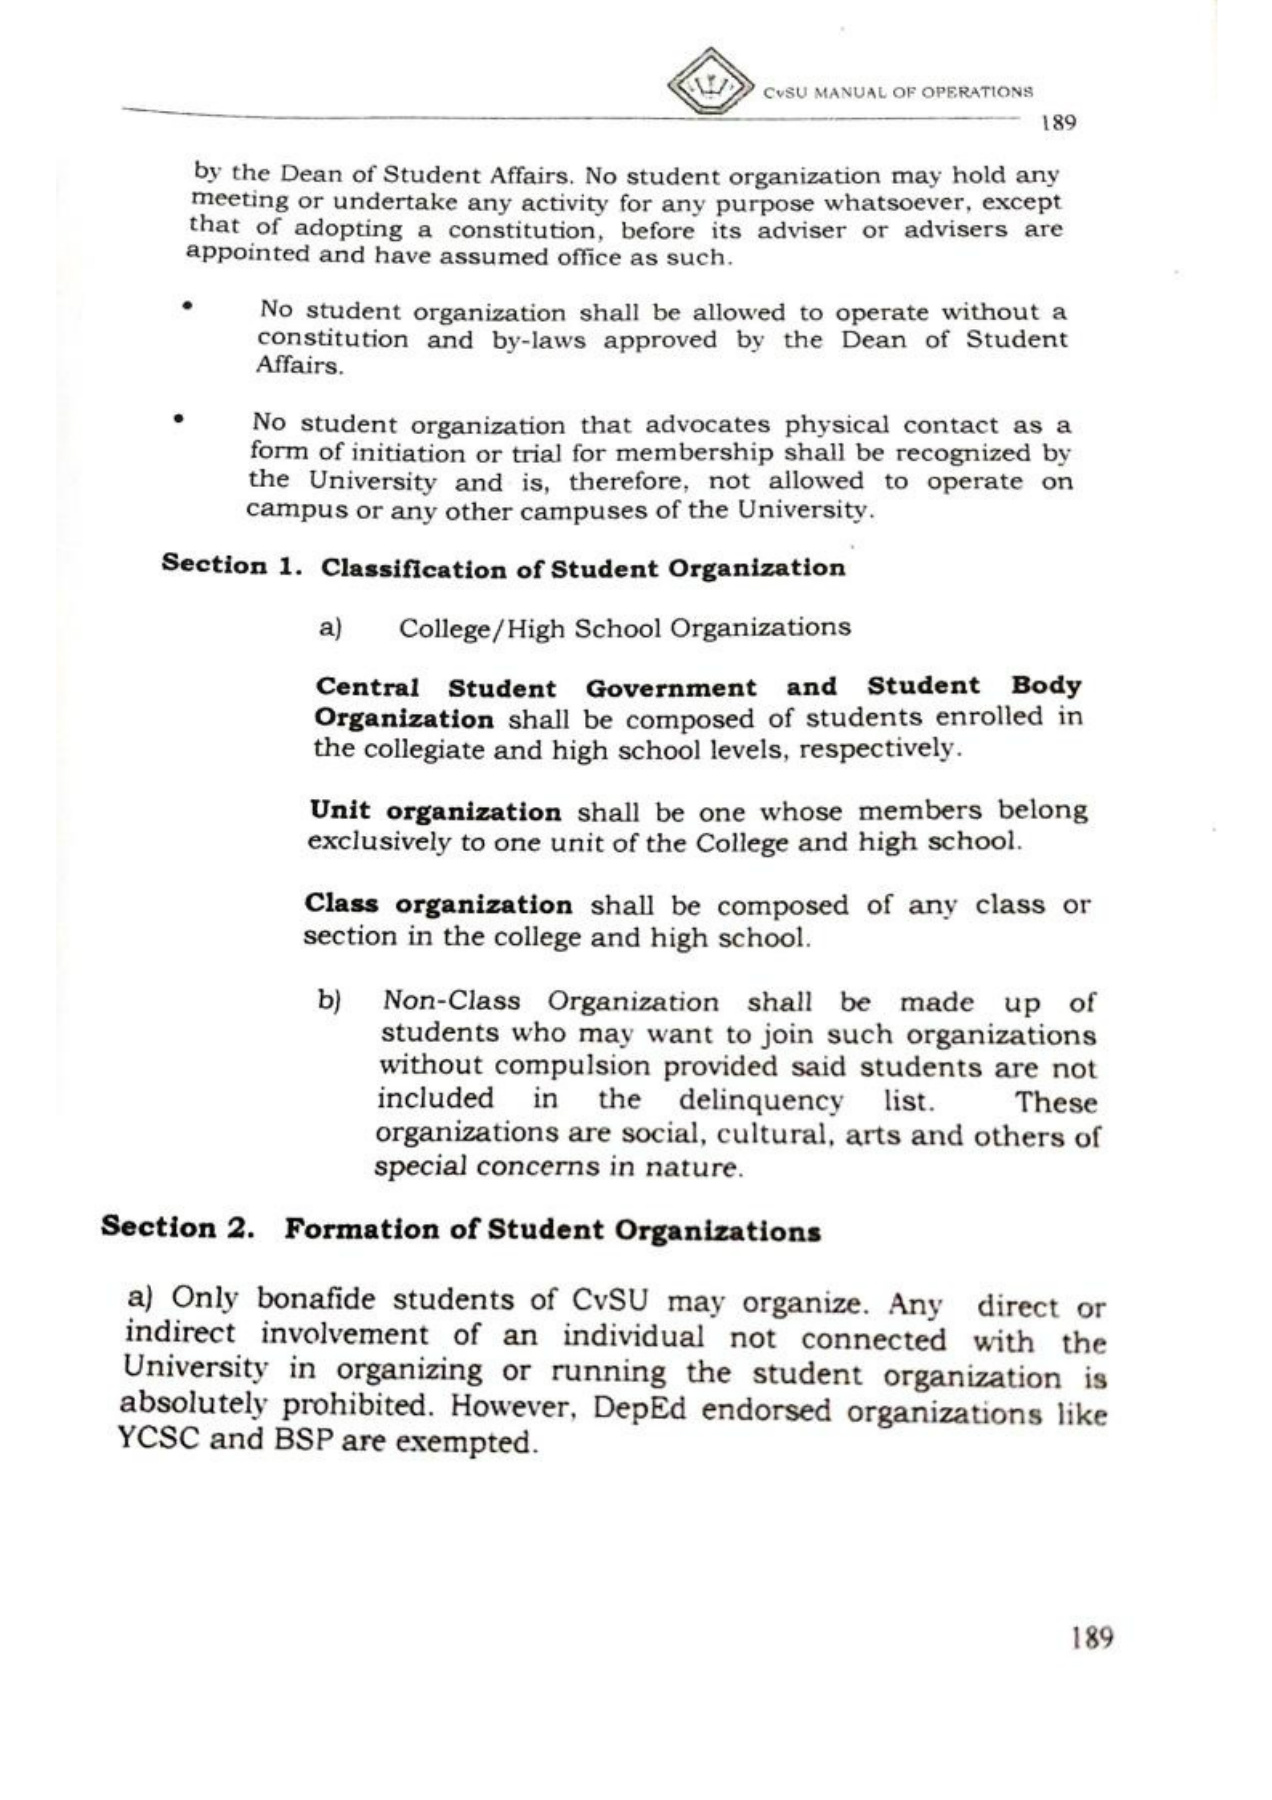 CvSU MANUAL OF OPERATIONS
189
by the Dean of Student Affairs. No student organization may hold any
meeting or undertake any activity for any purpose whatsoever, except
that of adopting a constitution, before its adviser or advisers are
appointed and have assumed office as such.
• No student organization shall be allowed to operate without a
constitution and by-laws approved by the Dean of Student
Affairs.
• No student organization that advocates physical contact as a
form of initiation or trial for membership shall be recognized by
the University and is, therefore, not allowed to operate on
campus or any other campuses of the University.
Section 1. Classification of Student Organization
a) College/High School Organizations
Central Student Government and Student Body
Organization shall be composed of students enrolled in
the collegiate and high school levels, respectively.
Unit organization shall be one whose members belong
exclusively to one unit of the College and high school.
Class organization shall be composed of any class or
section in the college and high school.
b) Non-Class Organization shall be made up of
students who may want to join such organizations
without compulsion provided said students are not
included in the delinquency list. These
organizations are social, cultural, arts and others of
special concerns in nature.
Section 2. Formation of Student Organizations
a) Only bonafide students of CvSU may organize. Any direct or
indirect involvement of an individual not connected with the
University in organizing or running the student organization is
absolutely prohibited. However, DepEd endorsed organizations like
YCSC and BSP are exempted.
189